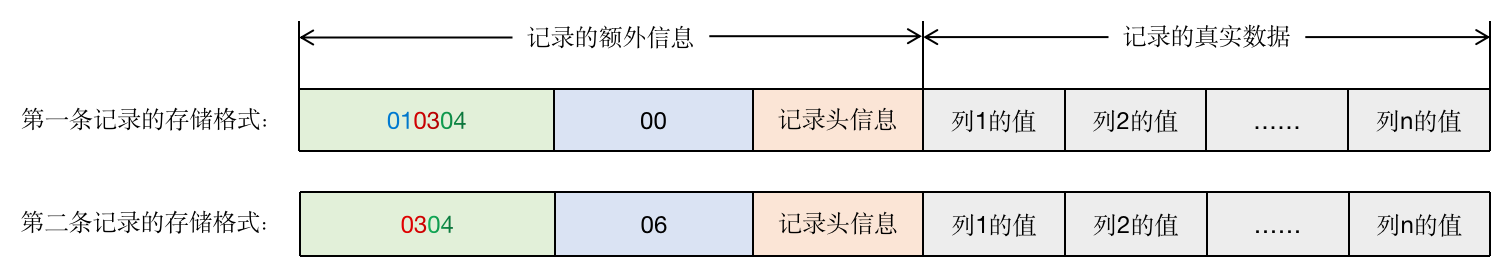 记录的额外信息 记录的真实数据
第一条记录的存储格式: 010304 00 记录头信息 列1的值 列2的值 …… 列n的值
第二条记录的存储格式: 0304 06 记录头信息 列1的值 列2的值 …… 列n的值